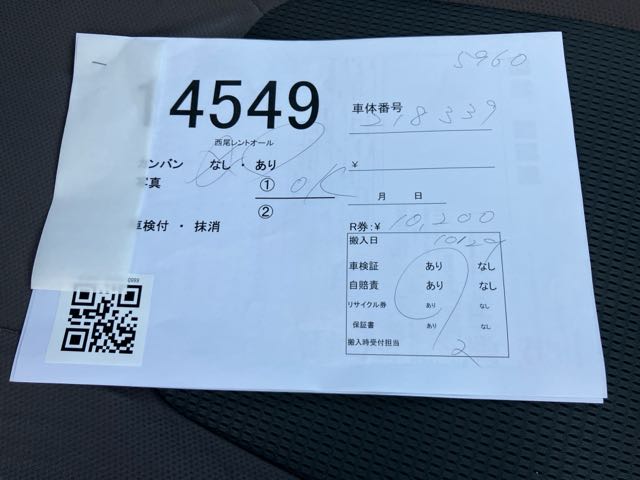 5960
4549
車体番号 218339
西尾レントオール
カンバン なし ・ あり ¥
写真 ① OK
月 日
②
車検付 ・ 抹消 R券:¥ 10,200
搬入日
車検証 あり なし
自賠責 あり なし
リサイクル券 あり なし
保証書 あり なし
搬入時受付担当
6660